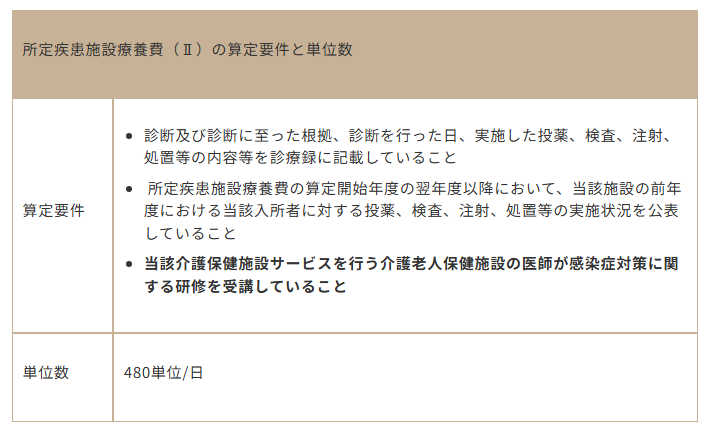 所定疾患施設療養費（Ⅱ）の算定要件と単位数
算定要件
診断及び診断に至った根拠、診断を行った日、実施した投薬、検査、注射、
処置等の内容等を診療録に記載していること
所定疾患施設療養費の算定開始年度の翌年度以降において、当該施設の前年
度における当該入所者に対する投薬、検査、注射、処置等の実施状況を公表
していること
当該介護保健施設サービスを行う介護老人保健施設の医師が感染症対策に関
する研修を受講していること
単位数
480単位/日